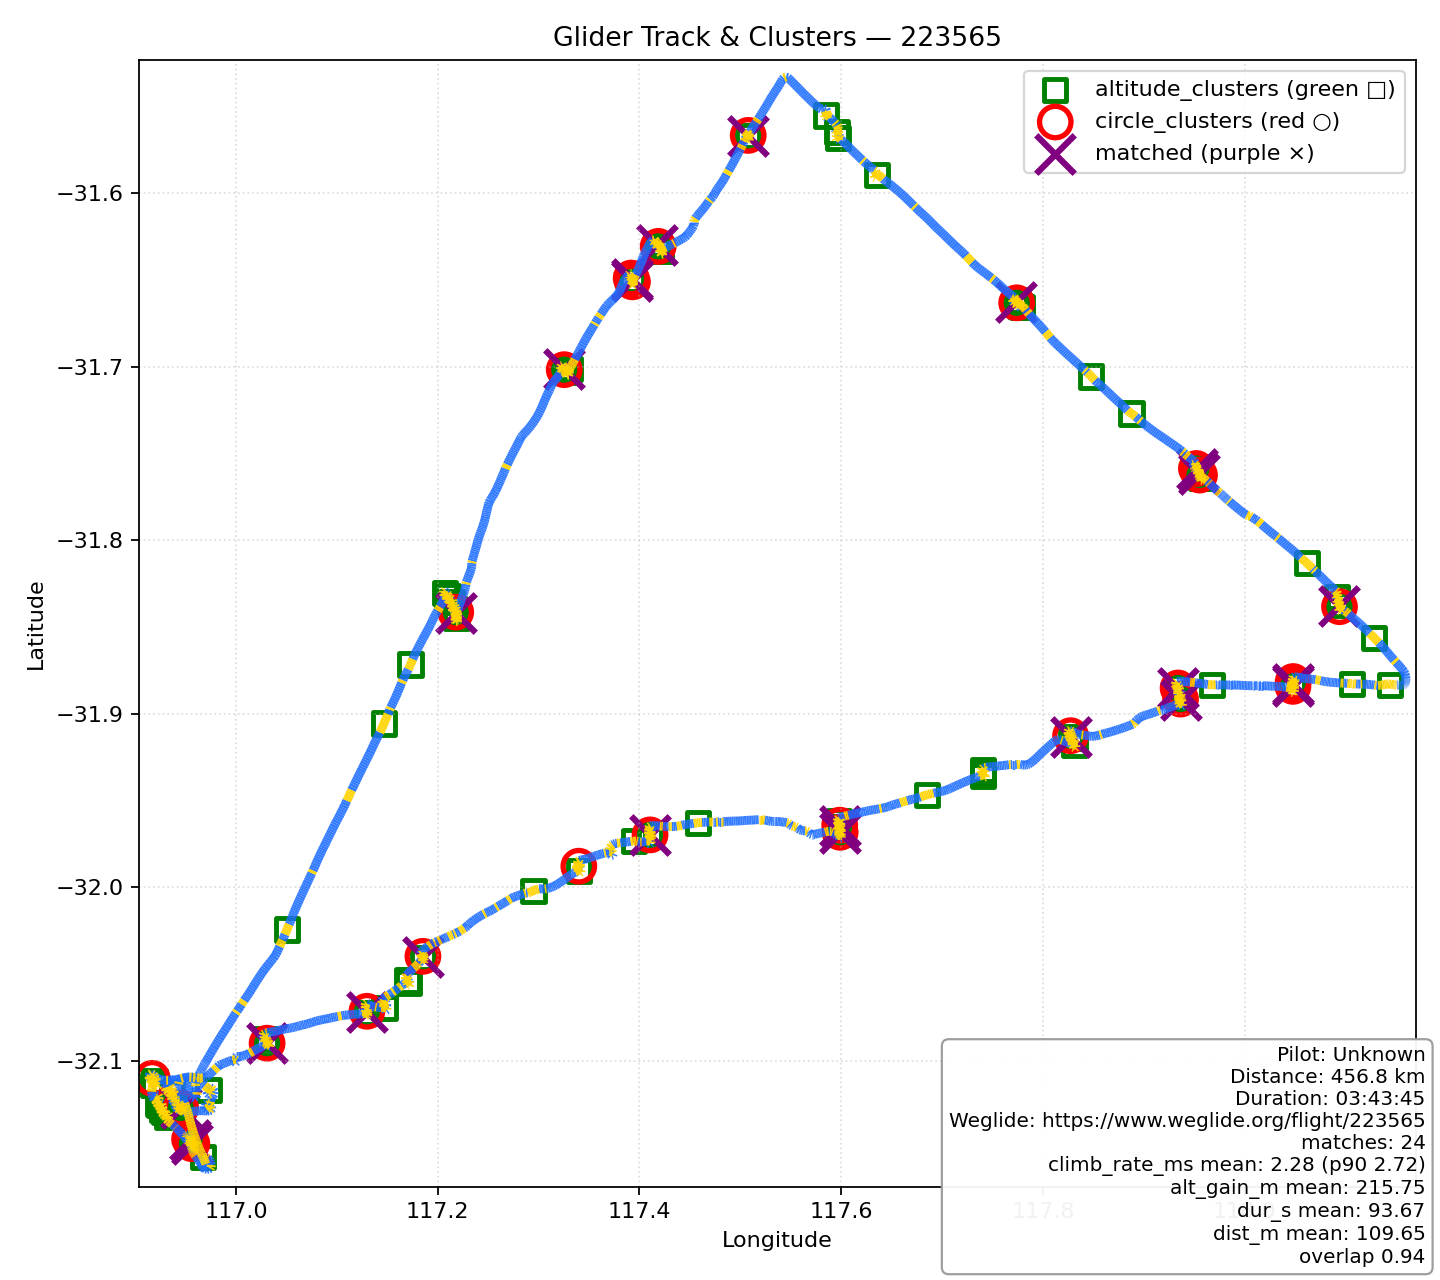 Glider Track & Clusters — 223565
altitude_clusters (green □)
circle_clusters (red ○)
matched (purple ×)
−31.6
−31.7
−31.8
−31.9
−32.0
−32.1
Latitude
117.0
117.2
117.4
117.6
117.8
Longitude
Pilot: Unknown
Distance: 456.8 km
Duration: 03:43:45
Weglide: https://www.weglide.org/flight/223565
matches: 24
climb_rate_ms mean: 2.28 (p90 2.72)
alt_gain_m mean: 215.75
dur_s mean: 93.67
dist_m mean: 109.65
overlap 0.94